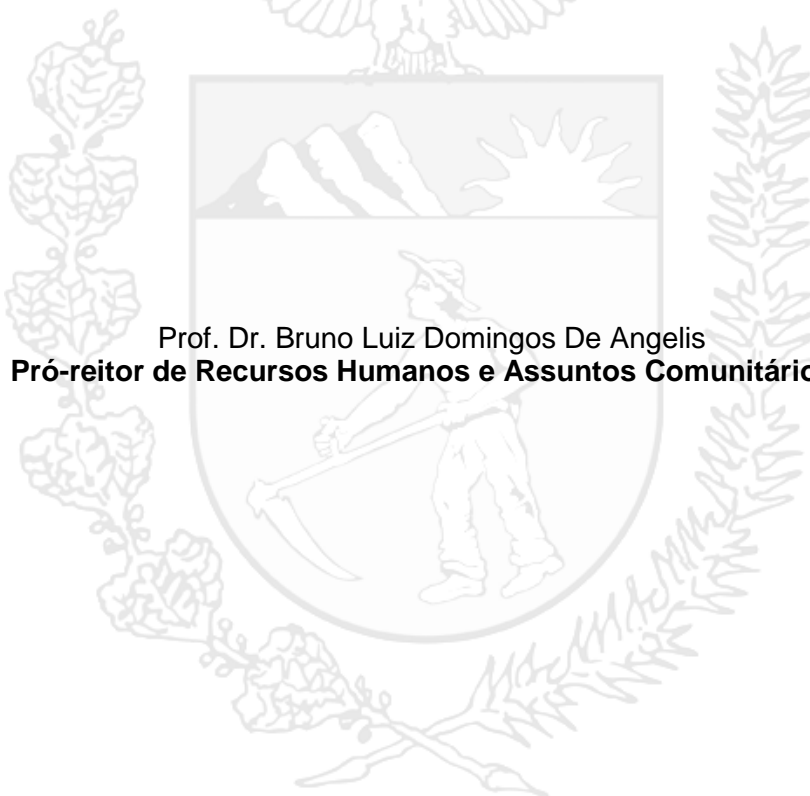 Prof. Dr. Bruno Luiz Domingos De Angelis
Pró-reitor de Recursos Humanos e Assuntos Comunitário